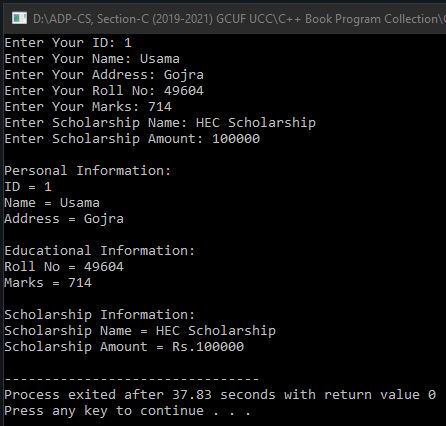 D:\ADP-CS, Section-C (2019-2021) GCUF UCC\C++ Book Program Collection\
Enter Your ID: 1
Enter Your Name: Usama
Enter Your Address: Gojra
Enter Your Roll No: 49604
Enter Your Marks: 714
Enter Scholarship Name: HEC Scholarship
Enter Scholarship Amount: 100000
Personal Information:
ID = 1
Name = Usama
Address = Gojra
Educational Information:
Roll No = 49604
Marks = 714
Scholarship Information:
Scholarship Name = HEC Scholarship
Scholarship Amount = Rs.100000
--------------------------------
Process exited after 37.83 seconds with return value 0
Press any key to continue . . .